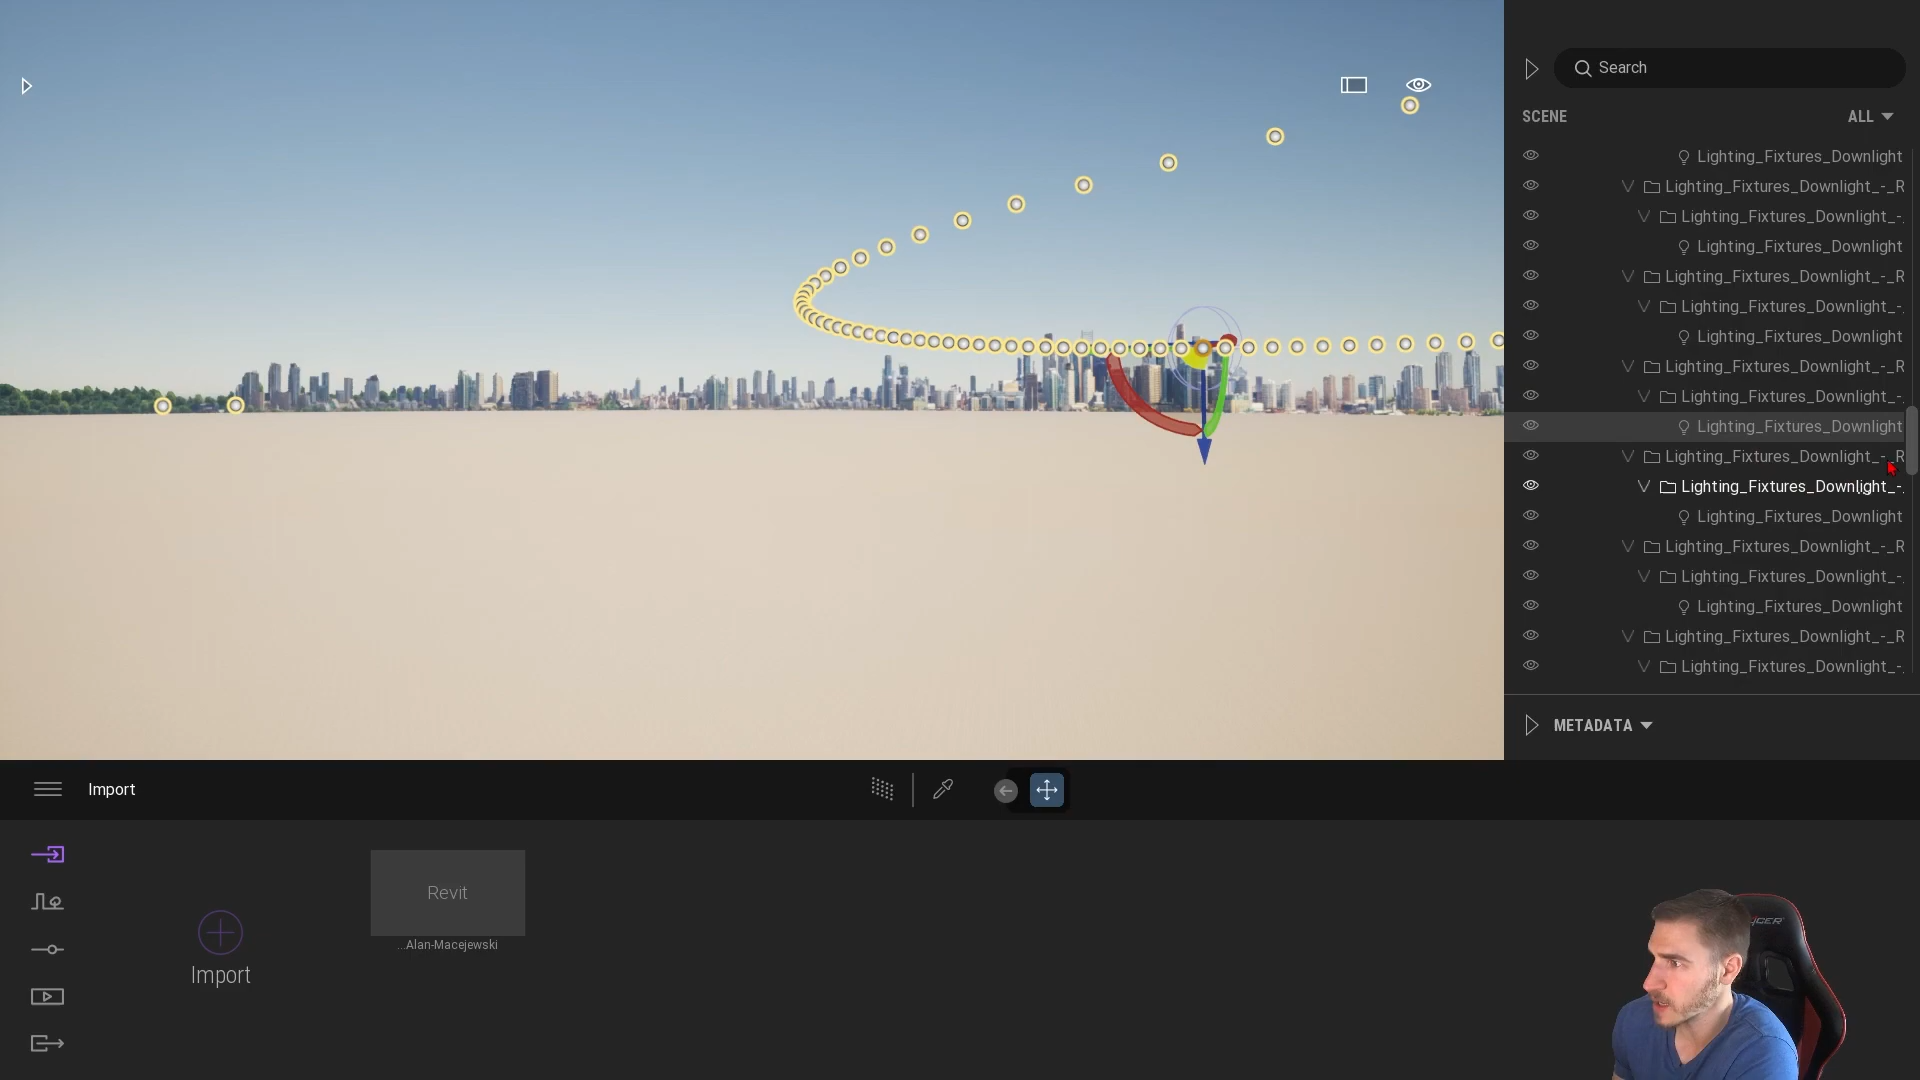 Search
SCENE
ALL
Lighting_Fixtures_Downlight
Lighting_Fixtures_Downlight_-_R
Lighting_Fixtures_Downlight_-_
Lighting_Fixtures_Downlight
Lighting_Fixtures_Downlight_-_R
Lighting_Fixtures_Downlight_-_
Lighting_Fixtures_Downlight
Lighting_Fixtures_Downlight_-_R
Lighting_Fixtures_Downlight_-_
Lighting_Fixtures_Downlight
Lighting_Fixtures_Downlight_-_R
Lighting_Fixtures_Downlight_-_
Lighting_Fixtures_Downlight
Lighting_Fixtures_Downlight_-_R
Lighting_Fixtures_Downlight_-_
Lighting_Fixtures_Downlight
Lighting_Fixtures_Downlight_-_R
Lighting_Fixtures_Downlight_-_
METADATA
Import
Revit
...Alan-Macejewski
Import